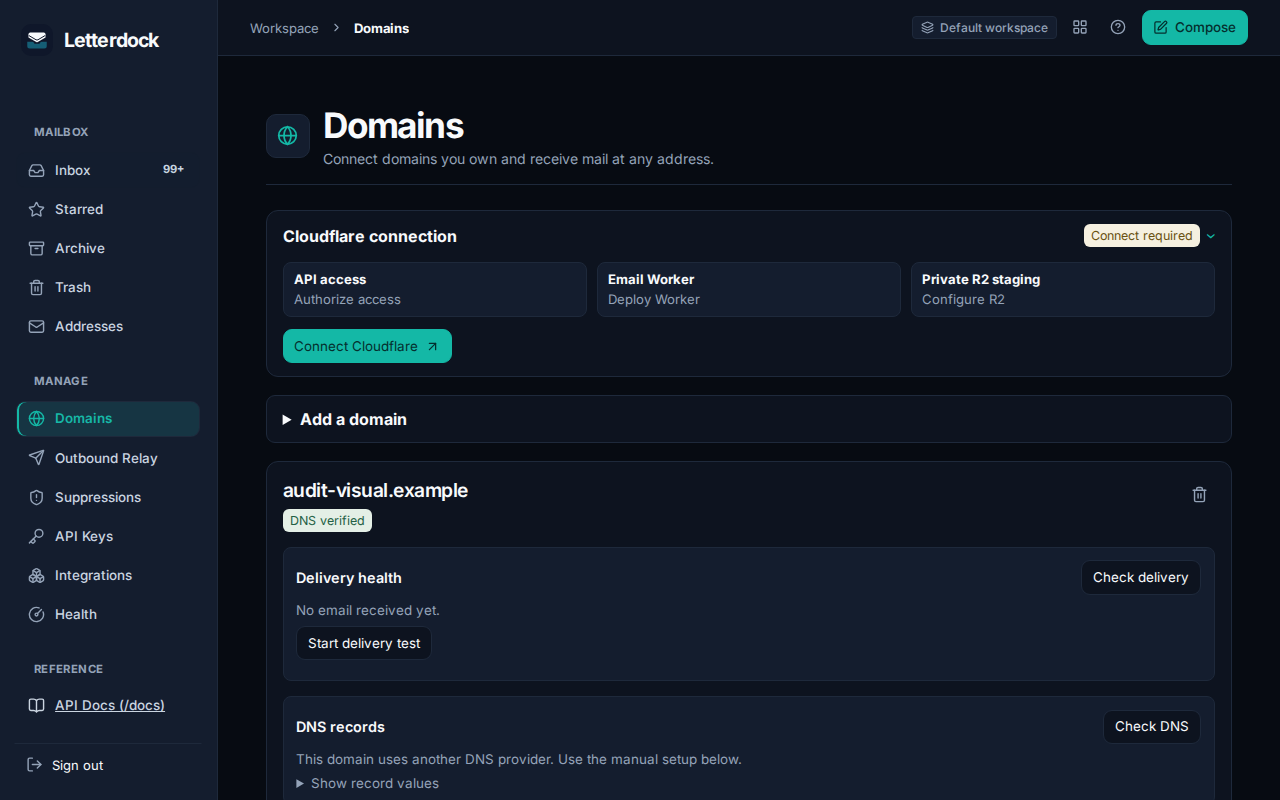 Letterdock
Workspace
Domains
Default workspace
Compose
MAILBOX
Inbox
99+
Starred
Archive
Trash
Addresses
MANAGE
Domains
Outbound Relay
Suppressions
API Keys
Integrations
Health
REFERENCE
API Docs (/docs)
Sign out
Domains
Connect domains you own and receive mail at any address.
Cloudflare connection
Connect required
API access
Authorize access
Email Worker
Deploy Worker
Private R2 staging
Configure R2
Connect Cloudflare
Add a domain
audit-visual.example
DNS verified
Delivery health
Check delivery
No email received yet.
Start delivery test
DNS records
Check DNS
This domain uses another DNS provider. Use the manual setup below.
Show record values